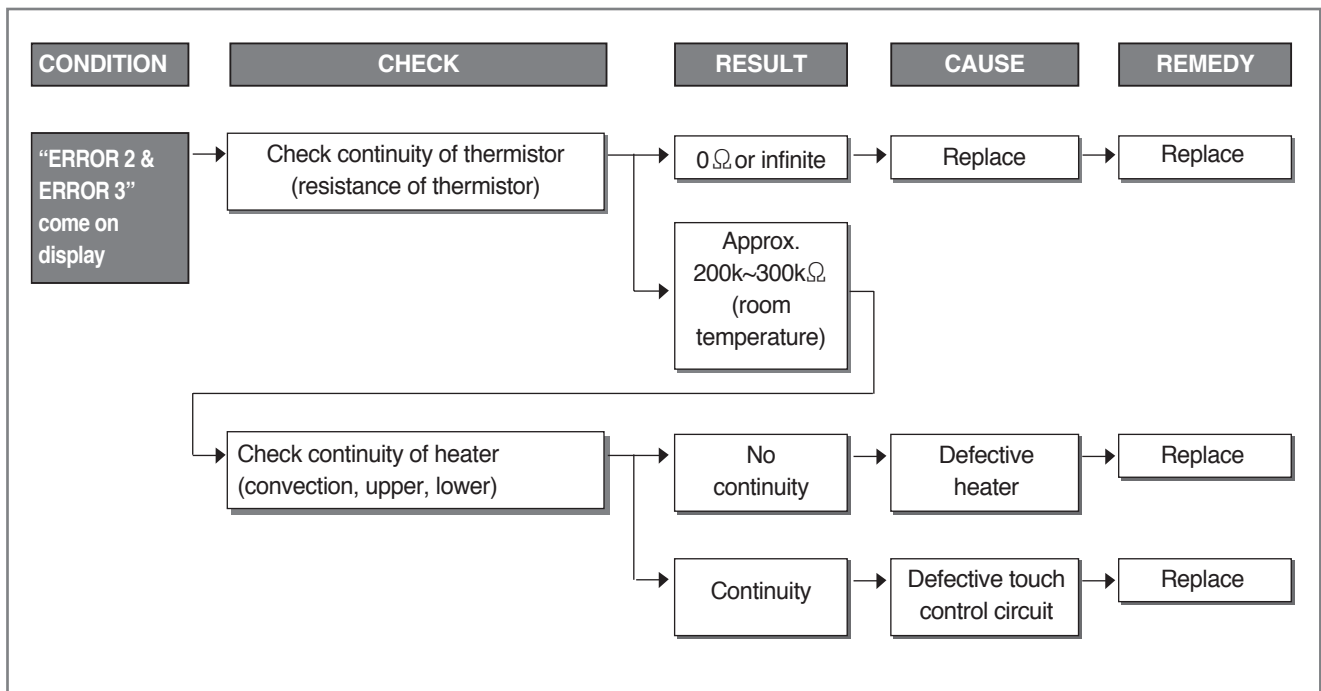 CONDITION
CHECK
RESULT
CAUSE
REMEDY
“ERROR 2 &
ERROR 3”
come on
display
Check continuity of thermistor
(resistance of thermistor)
0Ω or infinite
Replace
Replace
Approx.
200k~300kΩ
(room
temperature)
Check continuity of heater
(convection, upper, lower)
No
continuity
Defective
heater
Replace
Continuity
Defective touch
control circuit
Replace